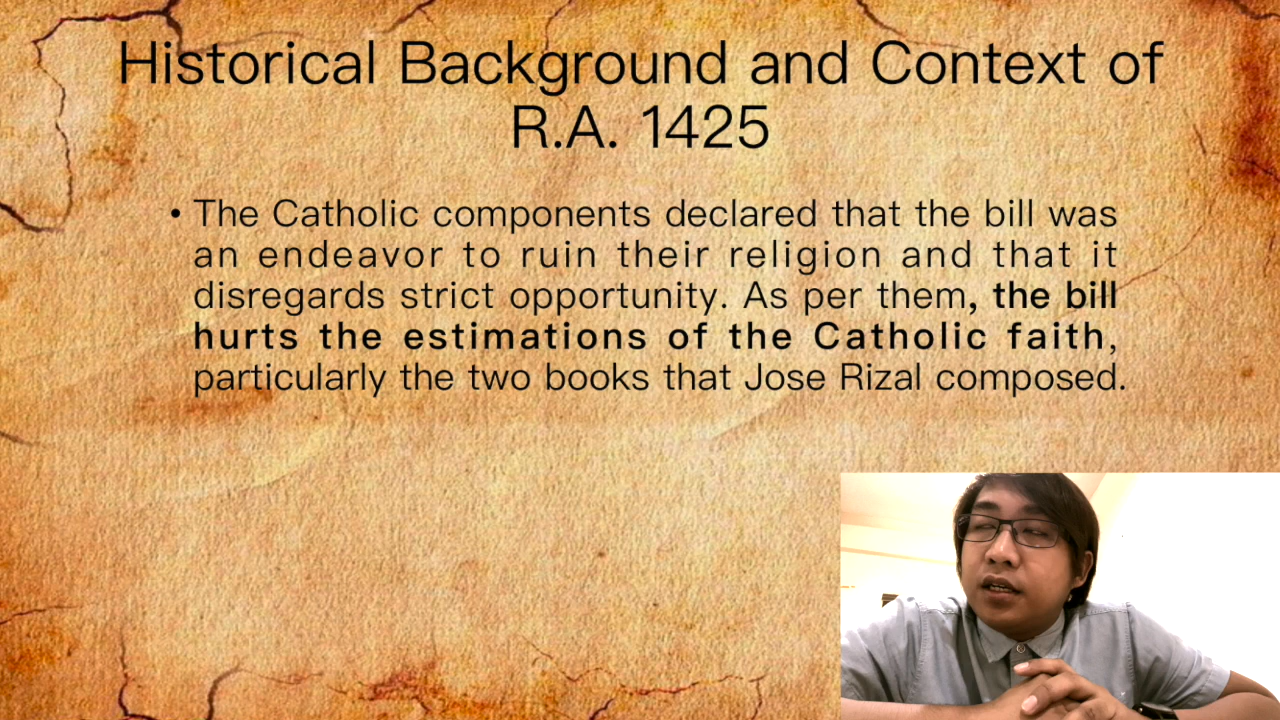 Historical Background and Context of
R.A. 1425
• The Catholic components declared that the bill was
an endeavor to ruin their religion and that it
disregards strict opportunity. As per them, the bill
hurts the estimations of the Catholic faith,
particularly the two books that Jose Rizal composed.